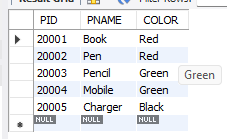 Result Grid Filter Rows:
PID PNAME COLOR
20001 Book Red
20002 Pen Red
20003 Pencil Green
Green
20004 Mobile Green
20005 Charger Black
NULL NULL NULL